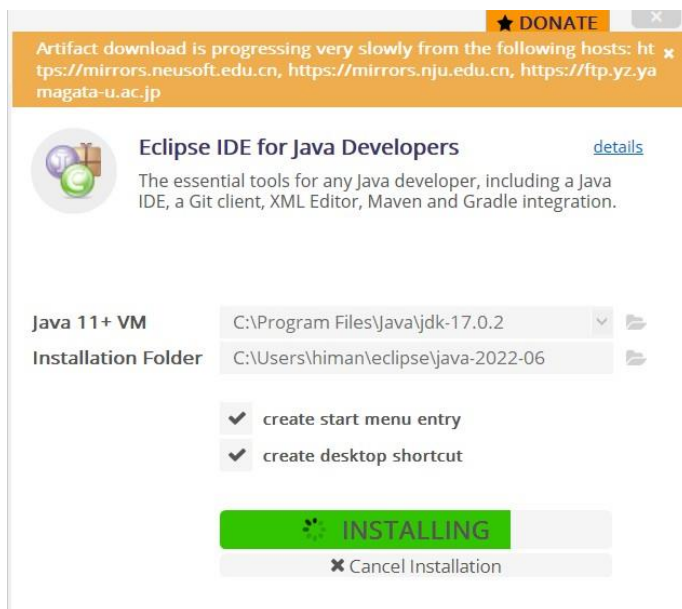 ★ DONATE
Artifact download is progressing very slowly from the following hosts: ht
tps://mirrors.neusoft.edu.cn, https://mirrors.nju.edu.cn, https://ftp.yz.ya
magata-u.ac.jp
Eclipse IDE for Java Developers details
The essential tools for any Java developer, including a Java
IDE, a Git client, XML Editor, Maven and Gradle integration.
Java 11+ VM C:\Program Files\Java\jdk-17.0.2
Installation Folder C:\Users\himan\eclipse\java-2022-06
create start menu entry
create desktop shortcut
INSTALLING
Cancel Installation